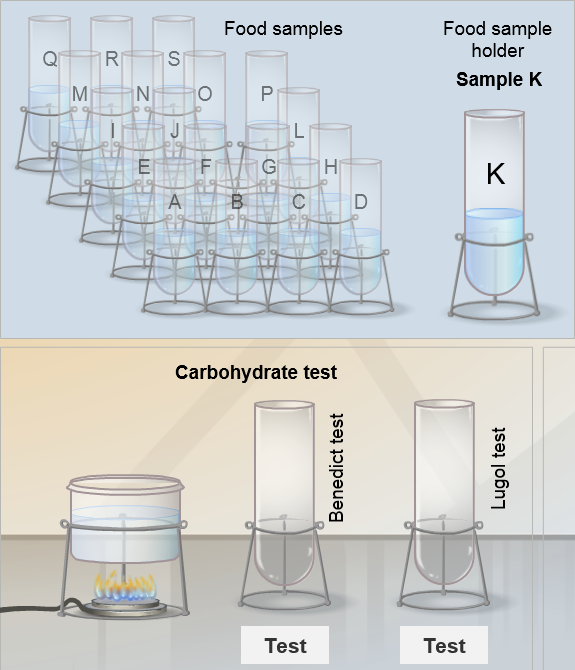 Food samples
Food sample
holder
Sample K
Q R S
M N O P
I J L
E F G H
A B C D
K
Carbohydrate test
Benedict test
Lugol test
Test
Test